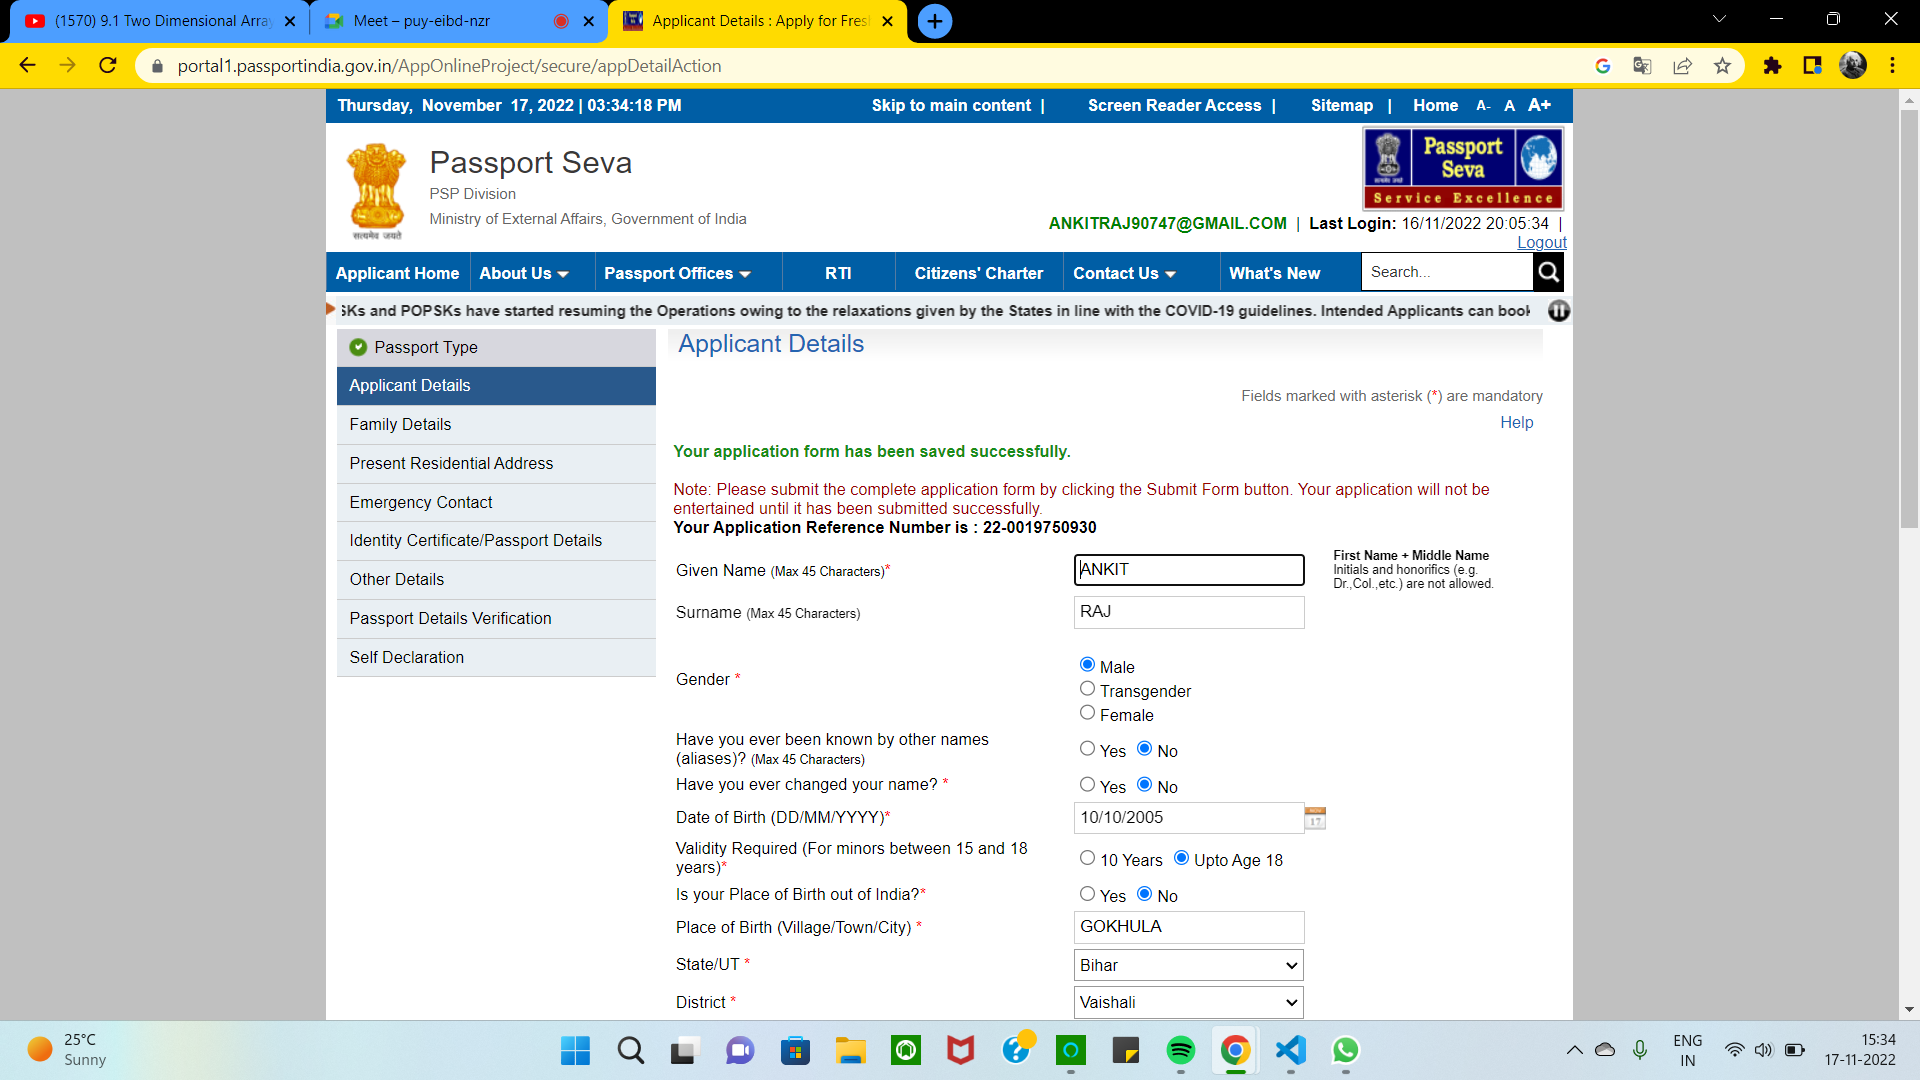 (1570) 9.1 Two Dimensional Array
Meet – puy-eibd-nzr
Applicant Details : Apply for Fresh
portal1.passportindia.gov.in/AppOnlineProject/secure/appDetailAction
Thursday, November 17, 2022 | 03:34:18 PM
Skip to main content |
Screen Reader Access |
Sitemap |
Home
A- A A+
Passport Seva
PSP Division
Ministry of External Affairs, Government of India
सत्यमेव जयते
Passport
Seva
Service Excellence
ANKITRAJ90747@GMAIL.COM | Last Login: 16/11/2022 20:05:34 |
Logout
Applicant Home
About Us
Passport Offices
RTI
Citizens' Charter
Contact Us
What's New
Search...
SKs and POPSKs have started resuming the Operations owing to the relaxations given by the States in line with the COVID-19 guidelines. Intended Applicants can book
Passport Type
Applicant Details
Family Details
Present Residential Address
Emergency Contact
Identity Certificate/Passport Details
Other Details
Passport Details Verification
Self Declaration
Applicant Details
Fields marked with asterisk (*) are mandatory
Help
Your application form has been saved successfully.
Note: Please submit the complete application form by clicking the Submit Form button. Your application will not be
entertained until it has been submitted successfully.
Your Application Reference Number is : 22-0019750930
Given Name (Max 45 Characters)*
ANKIT
First Name + Middle Name
Initials and honorifics (e.g.
Dr.,Col.,etc.) are not allowed.
Surname (Max 45 Characters)
RAJ
Gender *
Male
Transgender
Female
Have you ever been known by other names
(aliases)? (Max 45 Characters)
Yes No
Have you ever changed your name? *
Yes No
Date of Birth (DD/MM/YYYY)*
10/10/2005
17
Validity Required (For minors between 15 and 18
years)*
10 Years Upto Age 18
Is your Place of Birth out of India?*
Yes No
Place of Birth (Village/Town/City) *
GOKHULA
State/UT *
Bihar
District *
Vaishali
25°C
Sunny
ENG
IN
15:34
17-11-2022